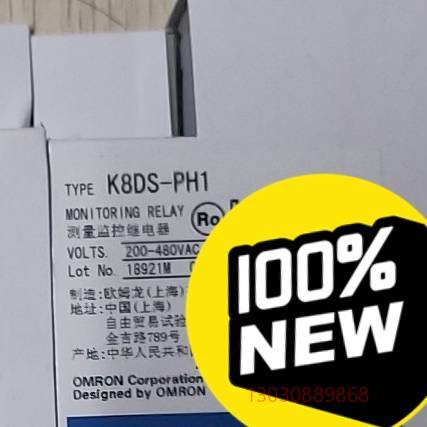 TYPE K8DS-PH1
MONITORING RELAY
测量监控继电器
Ro
VOLTS. 200-480VAC
Lot No. 18921M
制造:欧姆龙(上海)
地址:中国(上海)
自由贸易试验
金吉路789号
产地:中华人民共和
OMRON Corporation
Designed by OMRON
100%
NEW
13030889868